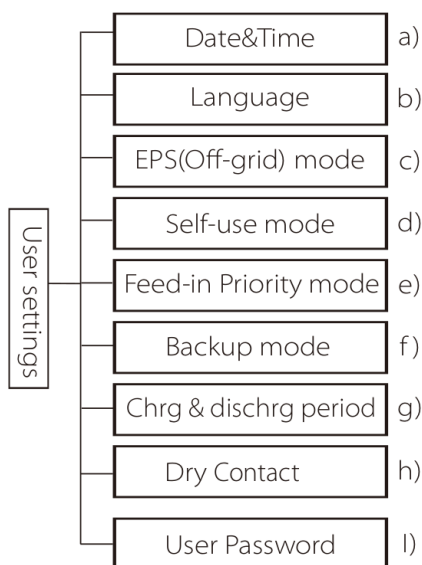 User settings
Date&Time a)
Language b)
EPS(Off-grid) mode c)
Self-use mode d)
Feed-in Priority mode e)
Backup mode f)
Chrg & dischrg period g)
Dry Contact h)
User Password I)